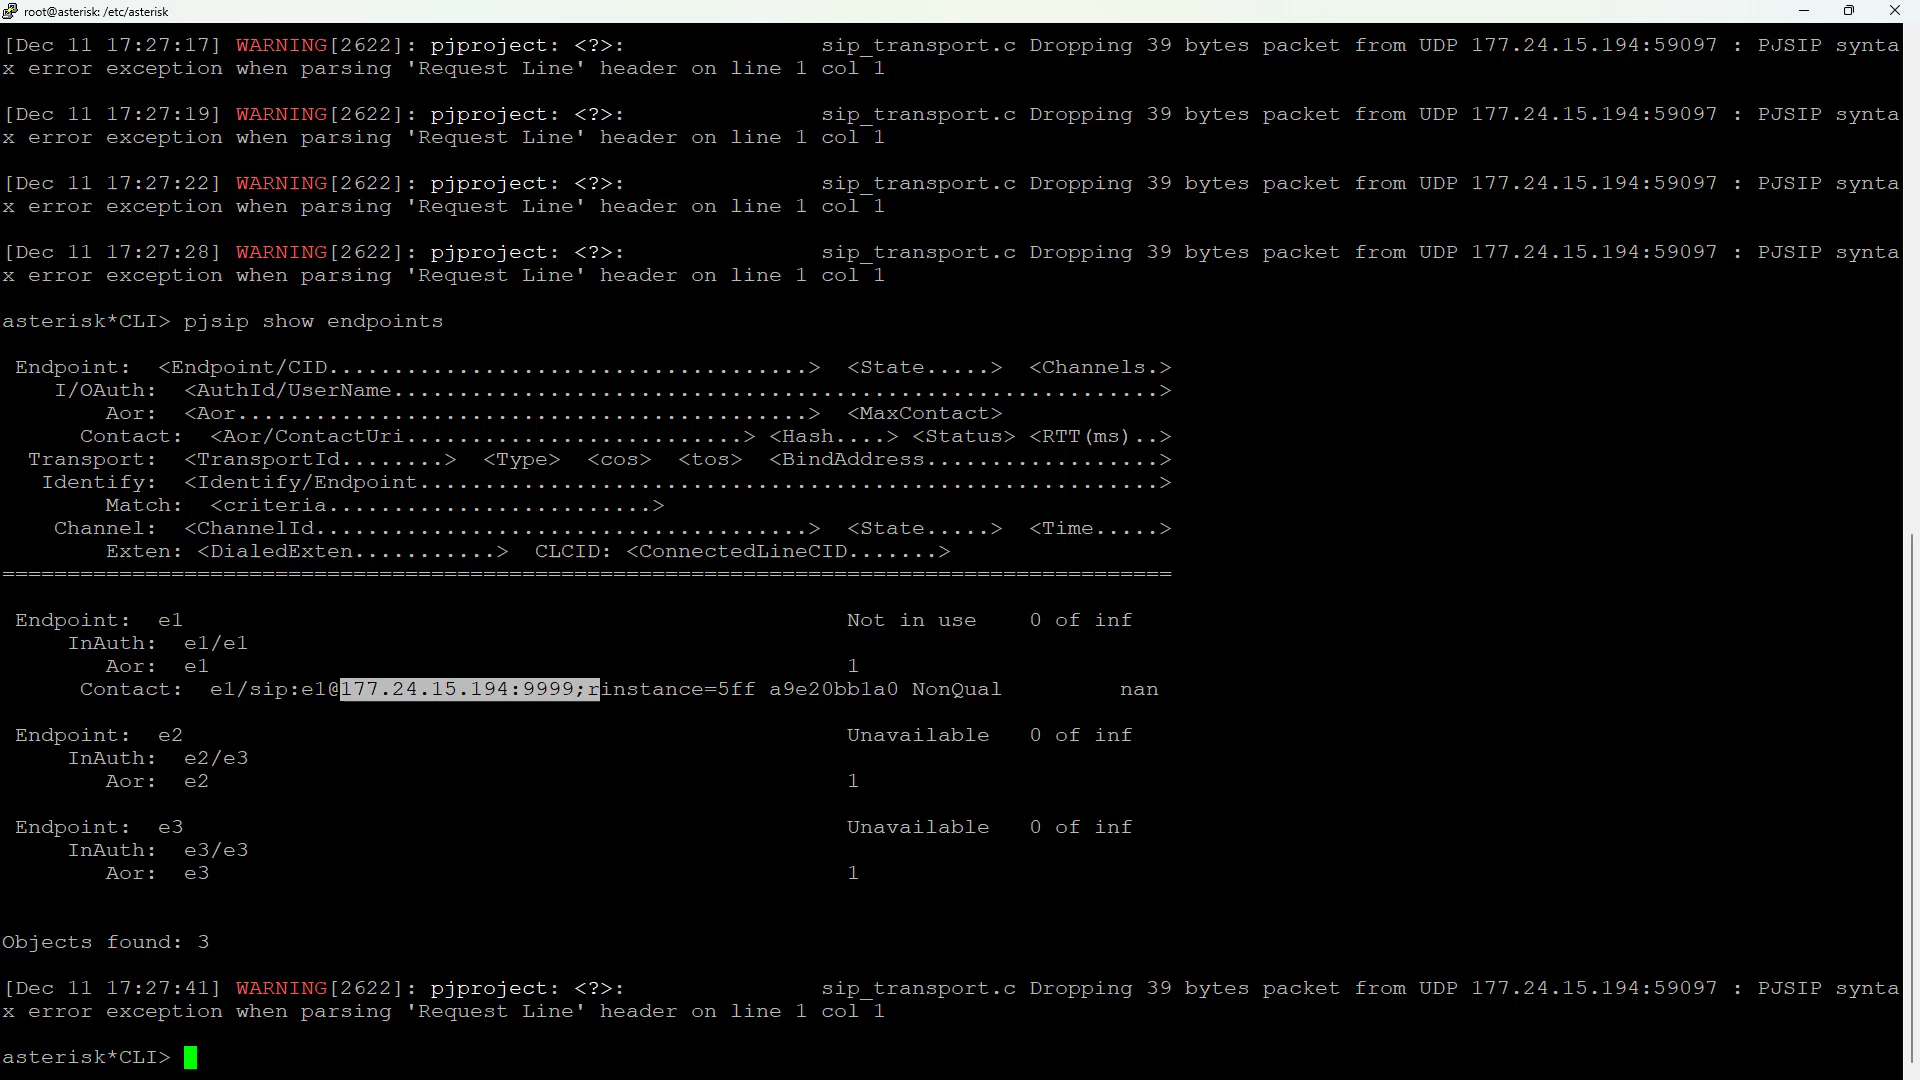 root@asterisk: /etc/asterisk
[Dec 11 17:27:17] WARNING[2622]: pjproject: <?>: sip_transport.c Dropping 39 bytes packet from UDP 177.24.15.194:59097 : PJSIP synta
x error exception when parsing 'Request Line' header on line 1 col 1
[Dec 11 17:27:19] WARNING[2622]: pjproject: <?>: sip_transport.c Dropping 39 bytes packet from UDP 177.24.15.194:59097 : PJSIP synta
x error exception when parsing 'Request Line' header on line 1 col 1
[Dec 11 17:27:22] WARNING[2622]: pjproject: <?>: sip_transport.c Dropping 39 bytes packet from UDP 177.24.15.194:59097 : PJSIP synta
x error exception when parsing 'Request Line' header on line 1 col 1
[Dec 11 17:27:28] WARNING[2622]: pjproject: <?>: sip_transport.c Dropping 39 bytes packet from UDP 177.24.15.194:59097 : PJSIP synta
x error exception when parsing 'Request Line' header on line 1 col 1
asterisk*CLI> pjsip show endpoints
Endpoint: <Endpoint/CID.....................................> <State.....> <Channels.>
I/OAuth: <AuthId/UserName...........................................................>
Aor: <Aor............................................> <MaxContact>
Contact: <Aor/ContactUri..........................> <Hash....> <Status> <RTT(ms)..>
Transport: <TransportId........> <Type> <cos> <tos> <BindAddress..................>
Identify: <Identify/Endpoint.........................................................>
Match: <criteria.........................>
Channel: <ChannelId......................................> <State.....> <Time.....>
Exten: <DialedExten...........> CLCID: <ConnectedLineCID.......>
==========================================================================================
Endpoint: e1 Not in use 0 of inf
InAuth: e1/e1
Aor: e1 1
Contact: e1/sip:e1@177.24.15.194:9999;rinstance=5ff a9e20bb1a0 NonQual nan
Endpoint: e2 Unavailable 0 of inf
InAuth: e2/e3
Aor: e2 1
Endpoint: e3 Unavailable 0 of inf
InAuth: e3/e3
Aor: e3 1
Objects found: 3
[Dec 11 17:27:41] WARNING[2622]: pjproject: <?>: sip_transport.c Dropping 39 bytes packet from UDP 177.24.15.194:59097 : PJSIP synta
x error exception when parsing 'Request Line' header on line 1 col 1
asterisk*CLI>